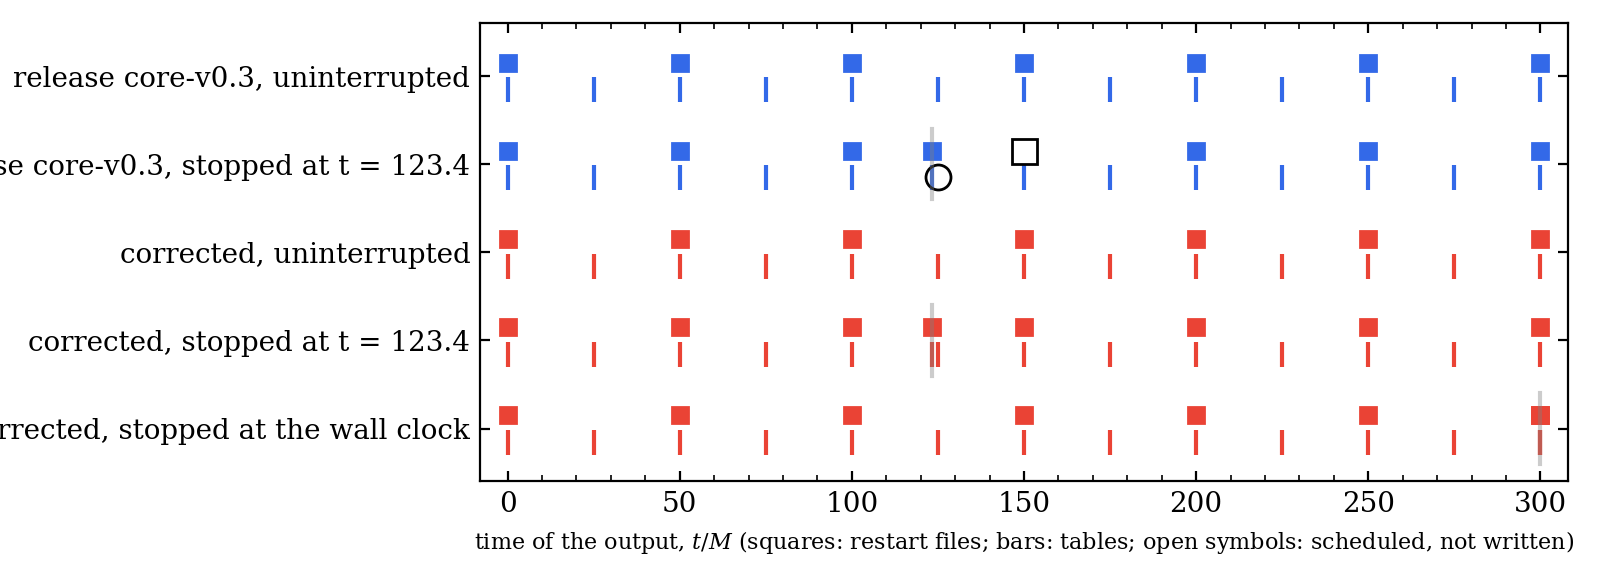 release core-v0.3, uninterrupted
se core-v0.3, stopped at t = 123.4
corrected, uninterrupted
corrected, stopped at t = 123.4
rrected, stopped at the wall clock
0 50 100 150 200 250 300
time of the output, t/M (squares: restart files; bars: tables; open symbols: scheduled, not written)